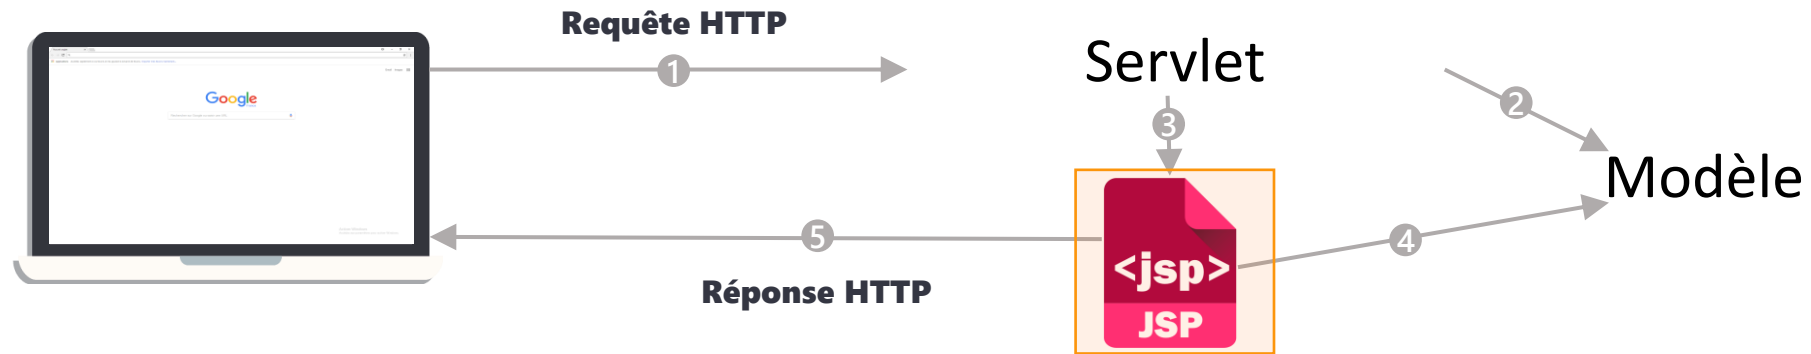 Requête HTTP
1
Servlet
2
3
Google
Modèle
5
4
<jsp>
Réponse HTTP
JSP